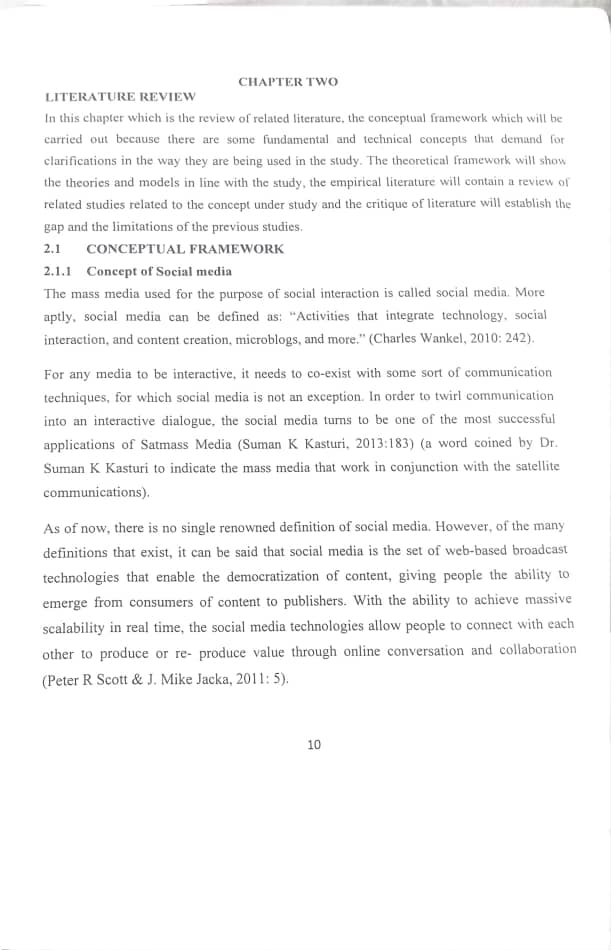 CHAPTER TWO
LITERATURE REVIEW
In this chapter which is the review of related literature, the conceptual framework which will be
carried out because there are some fundamental and technical concepts that demand for
clarifications in the way they are being used in the study. The theoretical framework will show
the theories and models in line with the study, the empirical literature will contain a review of
related studies related to the concept under study and the critique of literature will establish the
gap and the limitations of the previous studies.
2.1 CONCEPTUAL FRAMEWORK
2.1.1 Concept of Social media
The mass media used for the purpose of social interaction is called social media. More
aptly, social media can be defined as: “Activities that integrate technology, social
interaction, and content creation, microblogs, and more.” (Charles Wankel, 2010: 242).
For any media to be interactive, it needs to co-exist with some sort of communication
techniques, for which social media is not an exception. In order to twirl communication
into an interactive dialogue, the social media turns to be one of the most successful
applications of Satmass Media (Suman K Kasturi, 2013:183) (a word coined by Dr.
Suman K Kasturi to indicate the mass media that work in conjunction with the satellite
communications).
As of now, there is no single renowned definition of social media. However, of the many
definitions that exist, it can be said that social media is the set of web-based broadcast
technologies that enable the democratization of content, giving people the ability to
emerge from consumers of content to publishers. With the ability to achieve massive
scalability in real time, the social media technologies allow people to connect with each
other to produce or re- produce value through online conversation and collaboration
(Peter R Scott & J. Mike Jacka, 2011: 5).
10